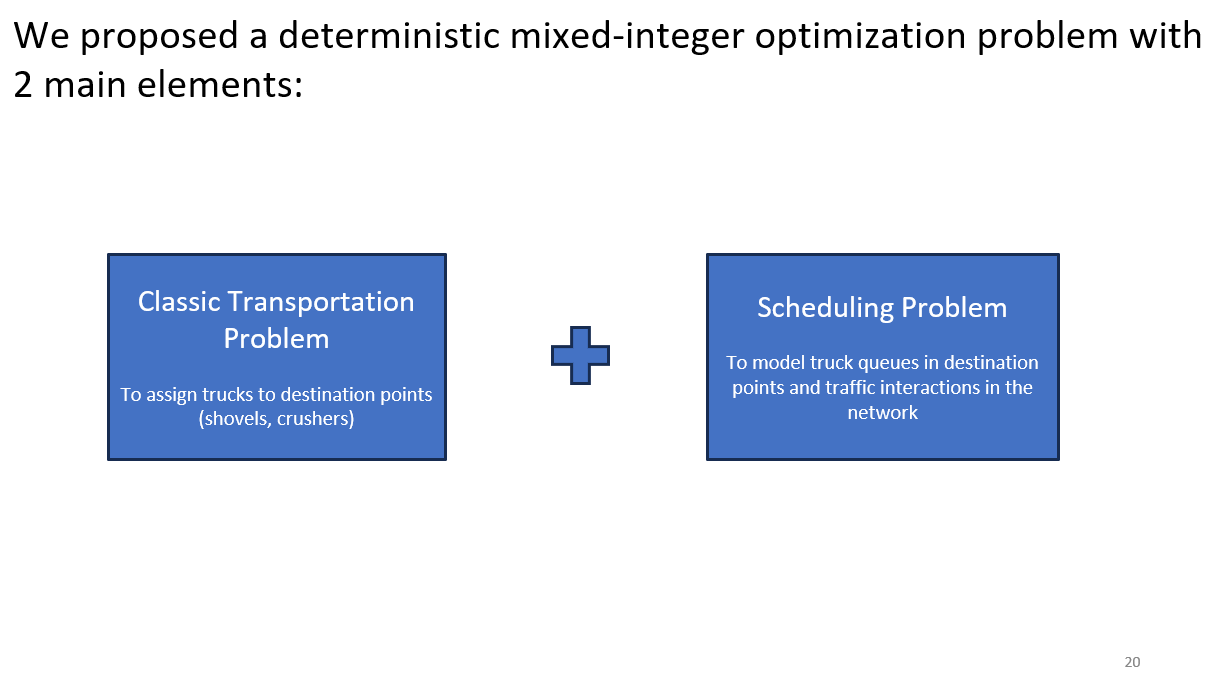 We proposed a deterministic mixed-integer optimization problem with
2 main elements:
Classic Transportation
Problem
To assign trucks to destination points
(shovels, crushers)
Scheduling Problem
To model truck queues in destination
points and traffic interactions in the
network
20